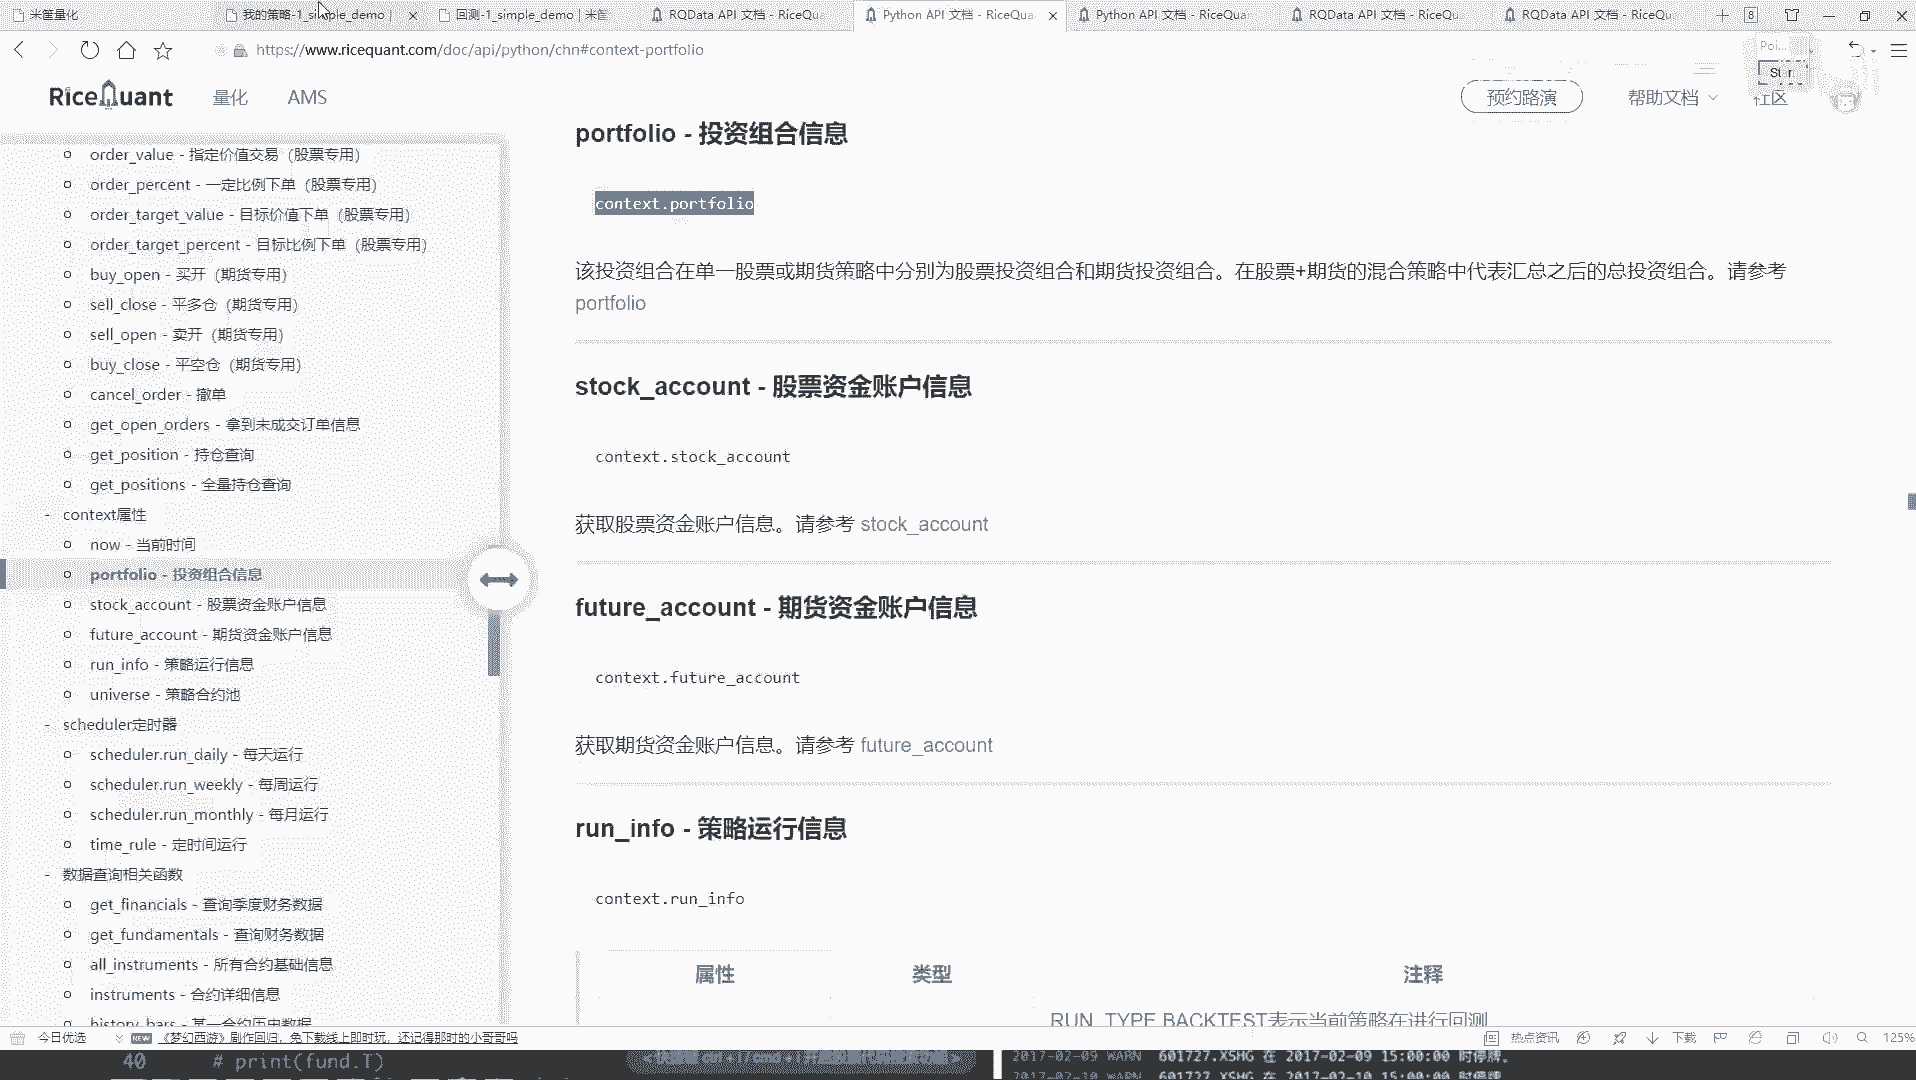 米筐量化
我的策略-1_simple_demo |
回测-1_simple_demo | 米筐
RQData API 文档 - RiceQu
Python API 文档 - RiceQua
Python API 文档 - RiceQuar
RQData API 文档 - RiceQu
RQData API 文档 - RiceQu
8
https://www.ricequant.com/doc/api/python/chn#context-portfolio
RiceQuant
量化
AMS
预约路演
帮助文档
社区
order_value - 指定价值交易（股票专用）
order_percent - 一定比例下单（股票专用）
order_target_value - 目标价值下单（股票专用）
order_target_percent - 目标比例下单（股票专用）
buy_open - 买开（期货专用）
sell_close - 平多仓（期货专用）
sell_open - 卖开（期货专用）
buy_close - 平空仓（期货专用）
cancel_order - 撤单
get_open_orders - 拿到未成交订单信息
get_position - 持仓查询
get_positions - 全量持仓查询
- context属性
now - 当前时间
portfolio - 投资组合信息
stock_account - 股票资金账户信息
future_account - 期货资金账户信息
run_info - 策略运行信息
universe - 策略合约池
- scheduler定时器
scheduler.run_daily - 每天运行
scheduler.run_weekly - 每周运行
scheduler.run_monthly - 每月运行
time_rule - 定时间运行
- 数据查询相关函数
get_financials - 查询季度财务数据
get_fundamentals - 查询财务数据
all_instruments - 所有合约基础信息
instruments - 合约详细信息
history_bars - 某一合约历史数据
portfolio - 投资组合信息
context.portfolio
该投资组合在单一股票或期货策略中分别为股票投资组合和期货投资组合。在股票+期货的混合策略中代表汇总之后的总投资组合。请参考
portfolio
stock_account - 股票资金账户信息
context.stock_account
获取股票资金账户信息。请参考 stock_account
future_account - 期货资金账户信息
context.future_account
获取期货资金账户信息。请参考 future_account
run_info - 策略运行信息
context.run_info
属性
类型
注释
RUN_TYPE.BACKTEST表示当前策略在进行回测
今日优选
NEW
《梦幻西游》剧作回归，免下载线上即时玩，还记得那时的小哥哥吗
热点资讯
下载
125%
40 # print(fund.T)
2017-02-09 WARN 601727.XSHG 在 2017-02-09 15:00:00 时停牌。
2017-02-10 WARN 601727.XSHG 在 2017-02-10 15:00:00 时停牌。